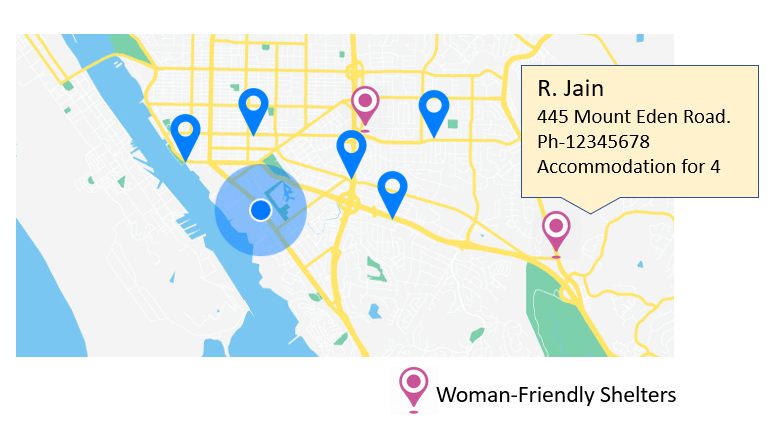 R. Jain
445 Mount Eden Road.
Ph-12345678
Accommodation for 4
Woman-Friendly Shelters